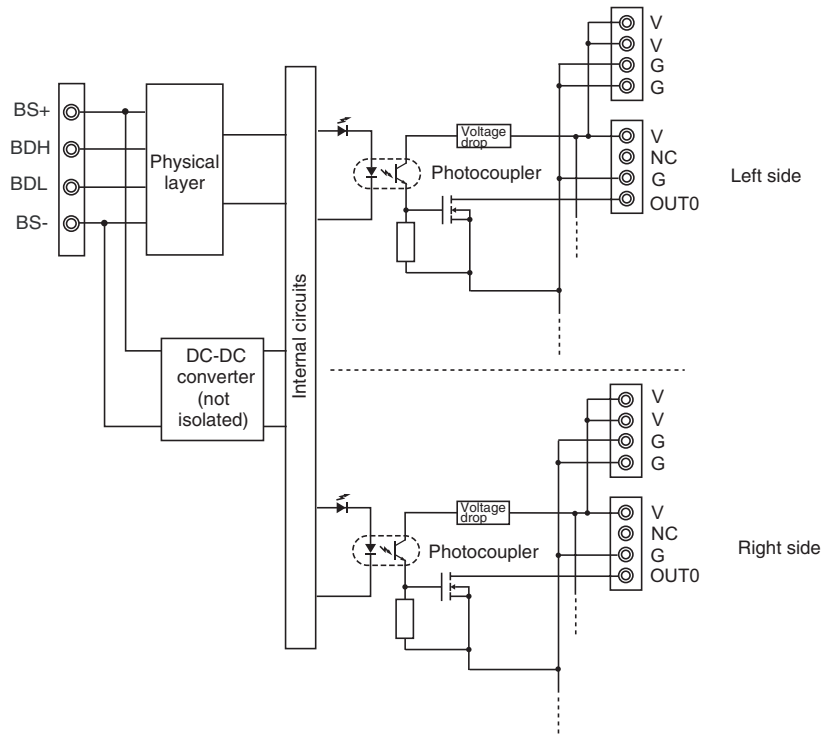 BS+
BDH
BDL
BS-
Physical
layer
DC-DC
converter
(not
isolated)
Internal circuits
V
V
G
G
Voltage
drop
Photocoupler
V
NC
G
OUT0
Left side
V
V
G
G
Voltage
drop
Photocoupler
V
NC
G
OUT0
Right side